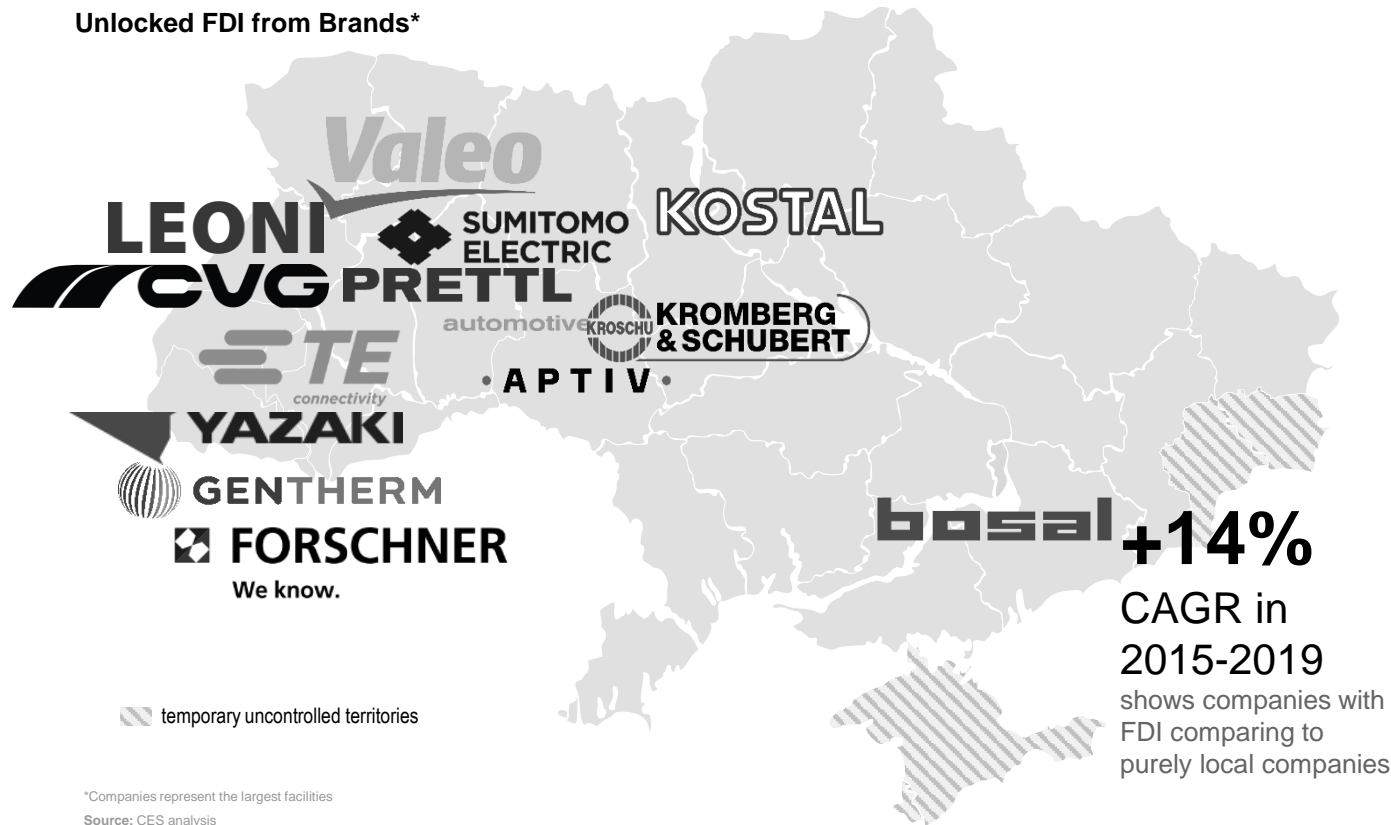 Unlocked FDI from Brands*
Valeo
LEONI
SUMITOMO
ELECTRIC
KOSTAL
CVG
PRETTL
automotive
KROSCHU
KROMBERG
& SCHUBERT
TE
connectivity
• APTIV •
YAZAKI
GENTHERM
FORSCHNER
We know.
bosal
+14%
CAGR in
2015-2019
shows companies with
FDI comparing to
purely local companies
temporary uncontrolled territories
*Companies represent the largest facilities
Source: CES analysis